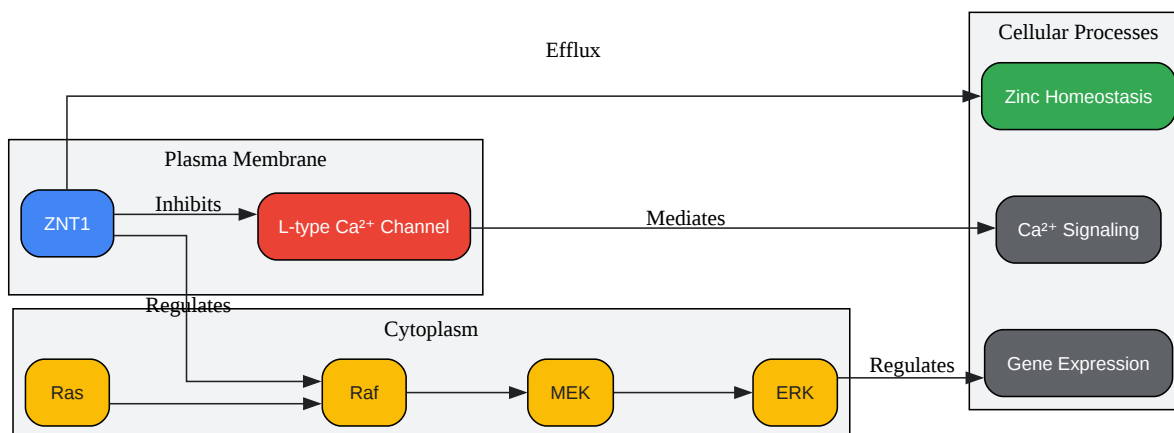 Cellular Processes
Efflux
Zinc Homeostasis
Plasma Membrane
ZNT1
Inhibits
L-type Ca²⁺ Channel
Mediates
Ca²⁺ Signaling
Regulates
Cytoplasm
Ras
Raf
MEK
ERK
Regulates
Gene Expression